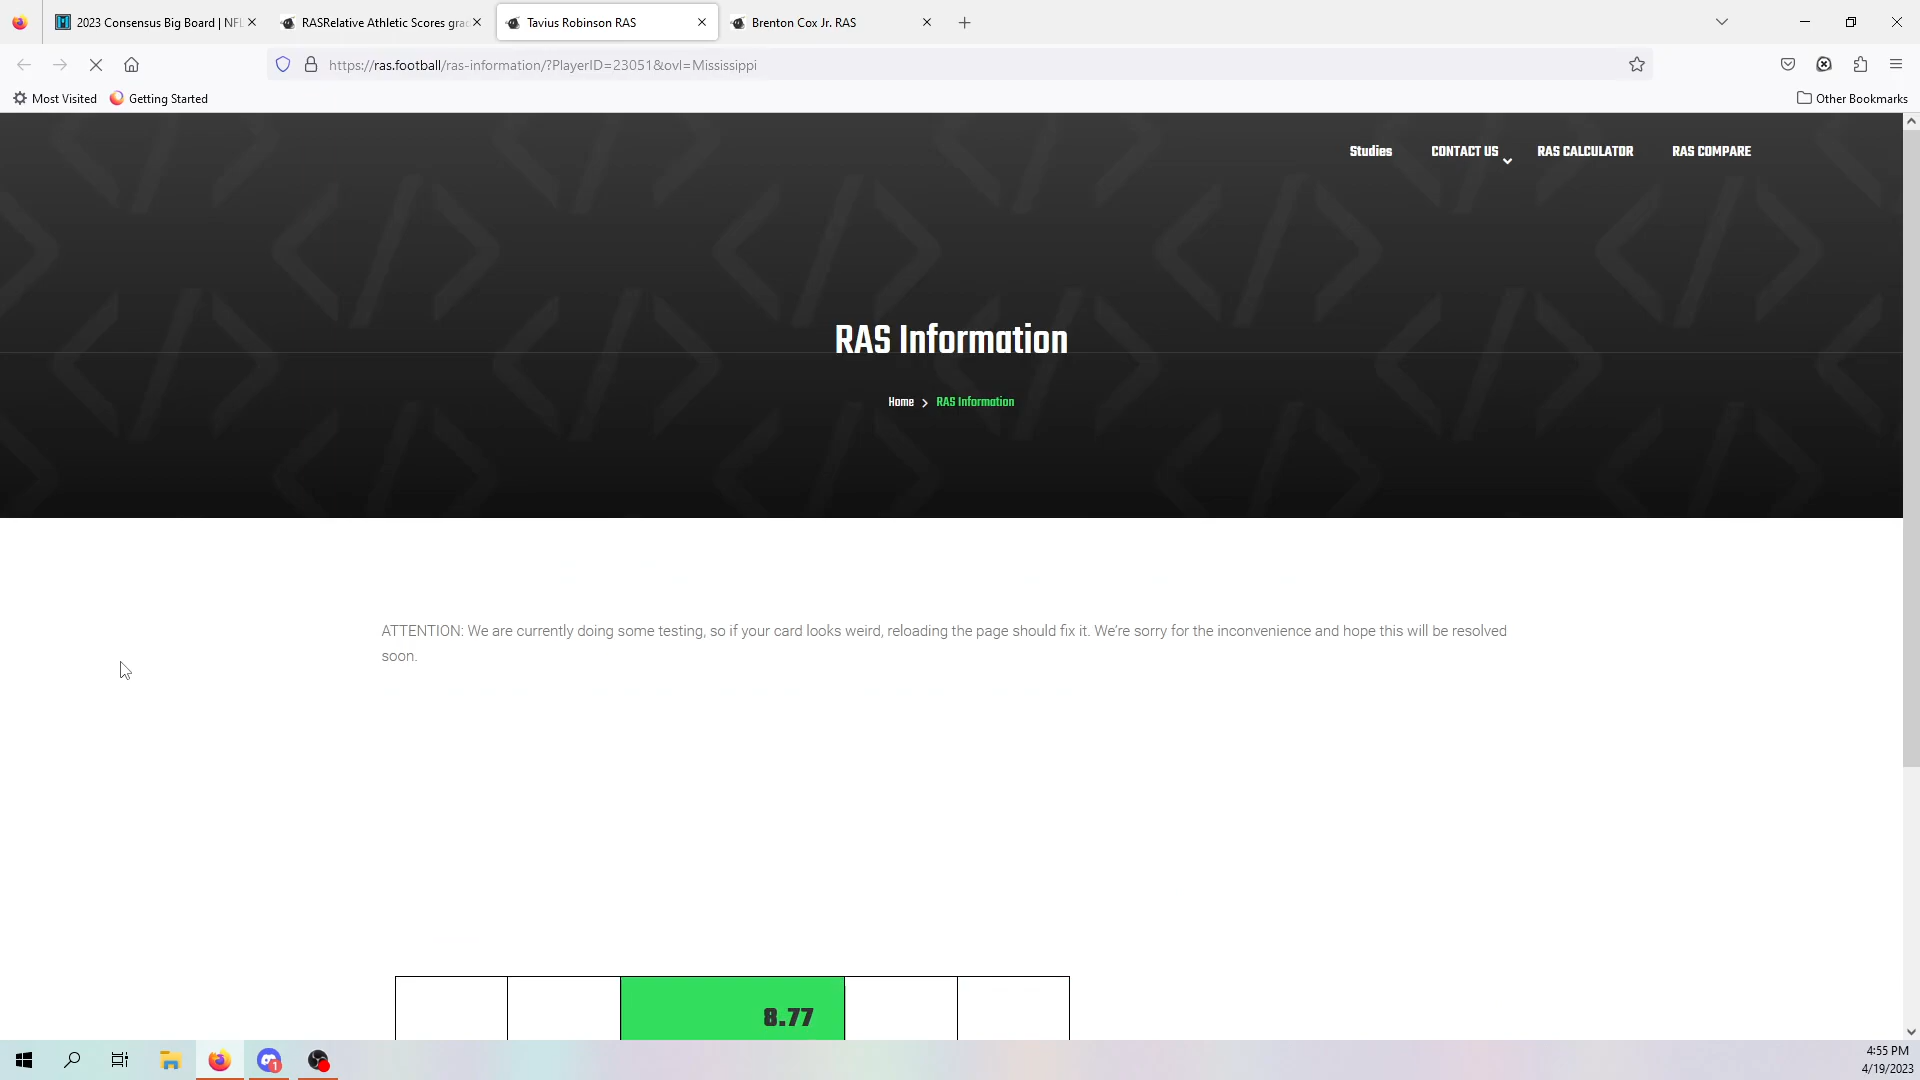 2023 Consensus Big Board | NFL
RASRelative Athletic Scores grad
Tavius Robinson RAS
Brenton Cox Jr. RAS
https://ras.football/ras-information/?PlayerID=23051&ovl=Mississippi
Most Visited
Getting Started
Other Bookmarks
Studies
CONTACT US
RAS CALCULATOR
RAS COMPARE
RAS Information
Home
RAS Information
ATTENTION: We are currently doing some testing, so if your card looks weird, reloading the page should fix it. We're sorry for the inconvenience and hope this will be resolved
soon.
8.77
1
4:55 PM
4/19/2023